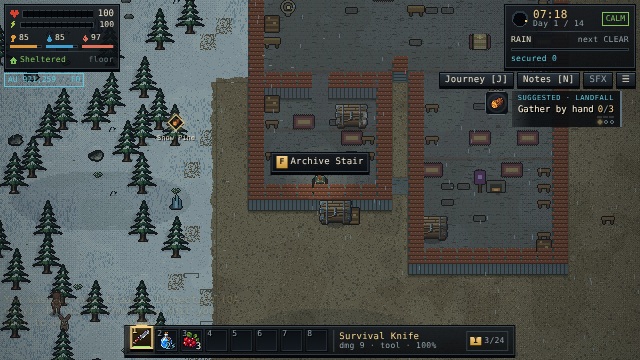 100
100
85 85 97
Sheltered floor
07:18
Day 1 / 14
CALM
RAIN next CLEAR
secured 0
Journey [J] Notes [N] SFX
SUGGESTED · LANDFALL
Gather by hand 0/3
F Archive Stair
1 2 3 4 5 6 7 8
3
Survival Knife
dmg 9 · tool · 100%
3/24